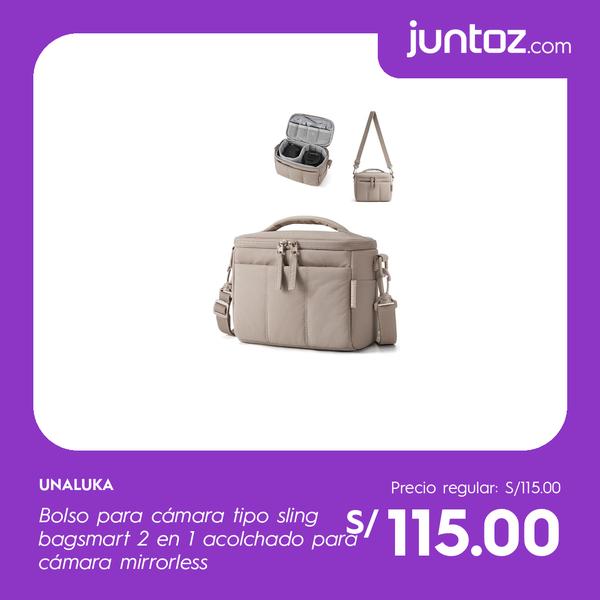 juntoz.com
UNALUKA
Bolso para cámara tipo sling
bagsmart 2 en 1 acolchado para
cámara mirrorless
Precio regular: S/115.00
S/ 115.00